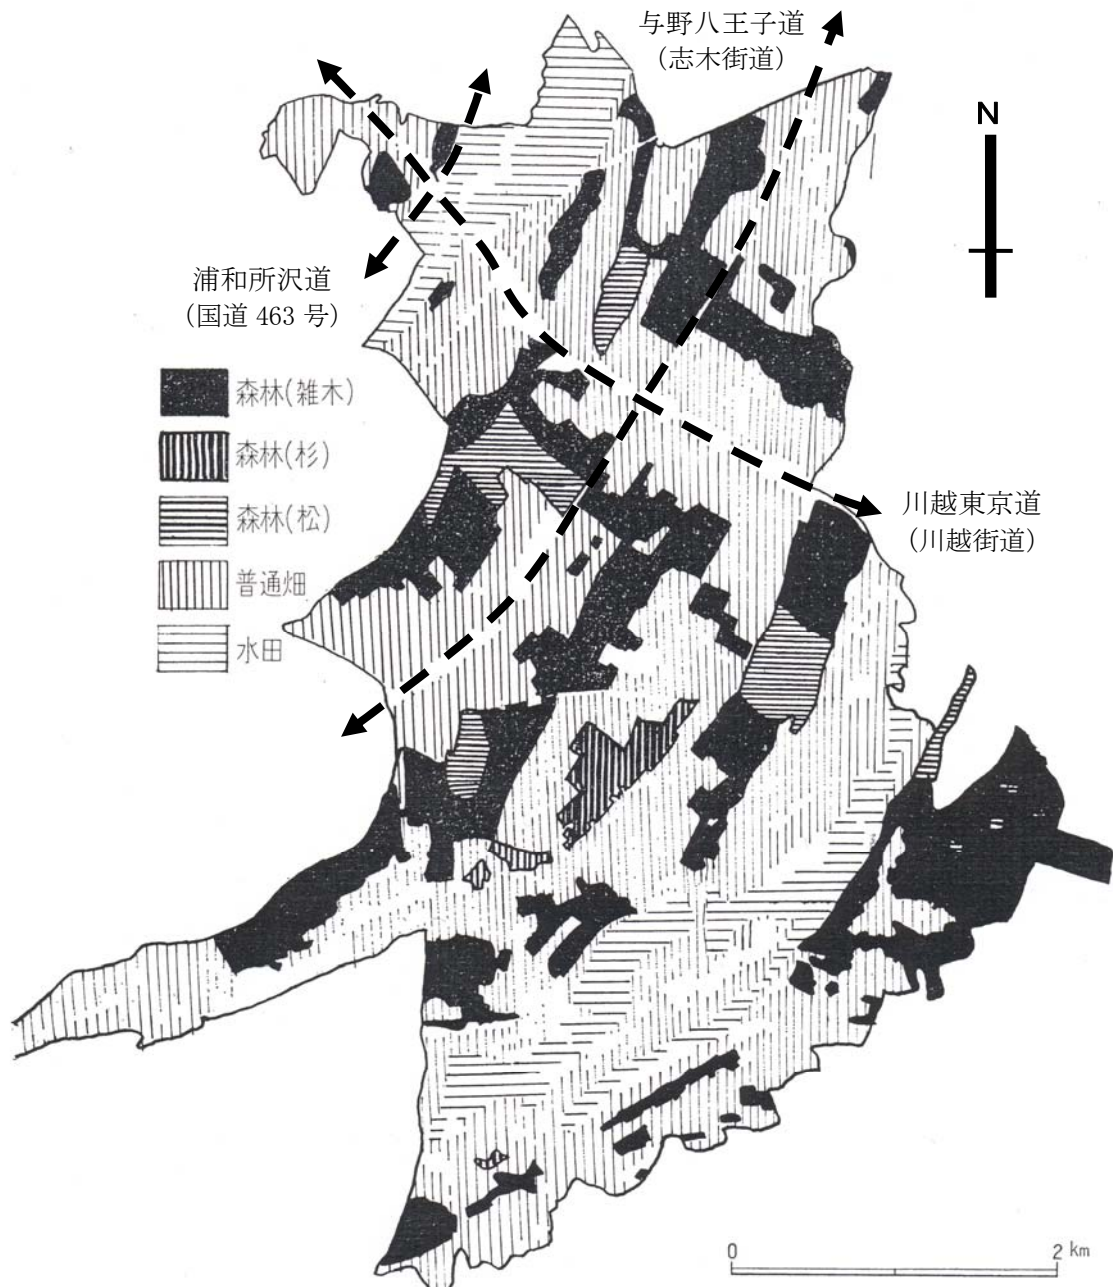 与野八王子道
(志木街道)
N
浦和所沢道
(国道 463 号)
森林(雑木)
森林(杉)
森林(松)
普通畑
水田
川越東京道
(川越街道)
0
2 km